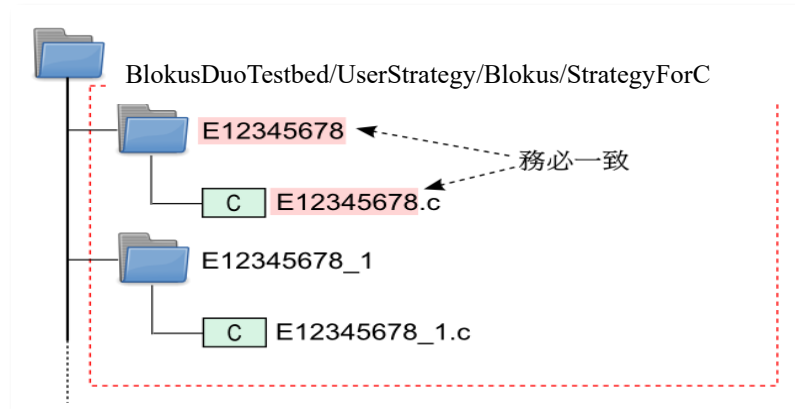 BlokusDuoTestbed/UserStrategy/Blokus/StrategyForC
E12345678
務必一致
C E12345678.c
E12345678_1
C E12345678_1.c